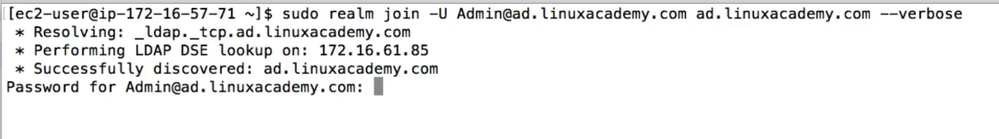 [ec2-user@ip-172-16-57-71 ~]$ sudo realm join -U Admin@ad.linuxacademy.com ad.linuxacademy.com --verbose
* Resolving: _ldap._tcp.ad.linuxacademy.com
* Performing LDAP DSE lookup on: 172.16.61.85
* Successfully discovered: ad.linuxacademy.com
Password for Admin@ad.linuxacademy.com: